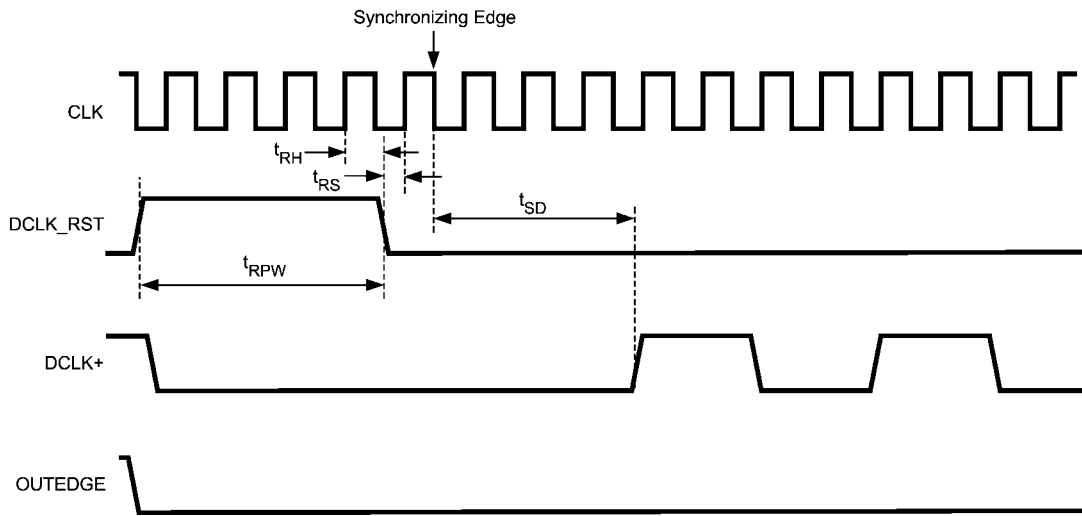 Synchronizing Edge
CLK
tRH
tRS
tSD
DCLK_RST
tRPW
DCLK+
OUTEDGE